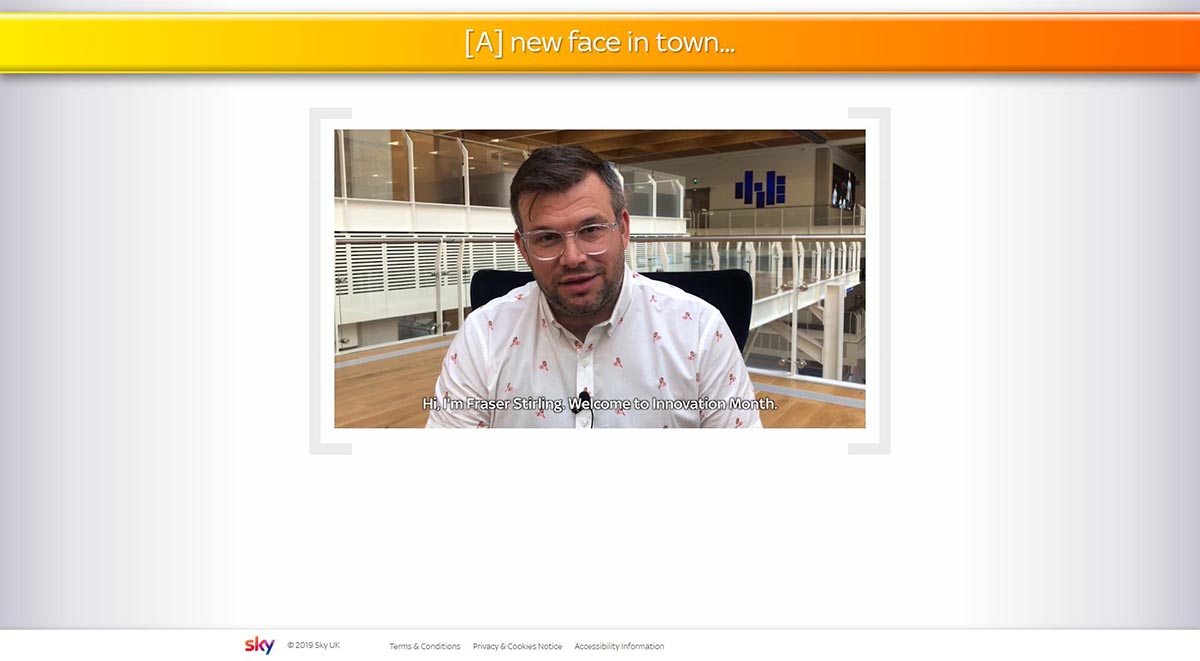 [A] new face in town...
Hi, I'm Fraser Stirling. Welcome to Innovation Month.
sky © 2019 Sky UK Terms & Conditions Privacy & Cookies Notice Accessibility Information